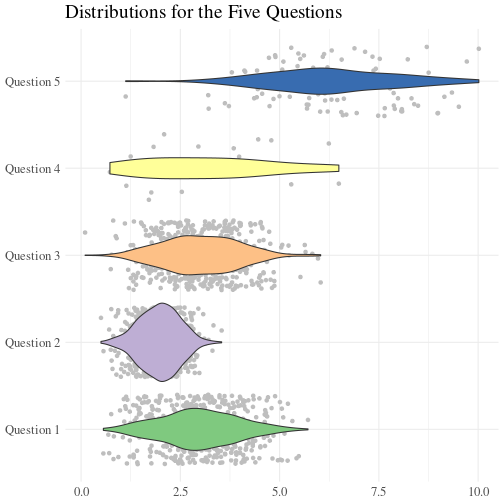 Distributions for the Five Questions
Question 5
Question 4
Question 3
Question 2
Question 1
0.0 2.5 5.0 7.5 10.0